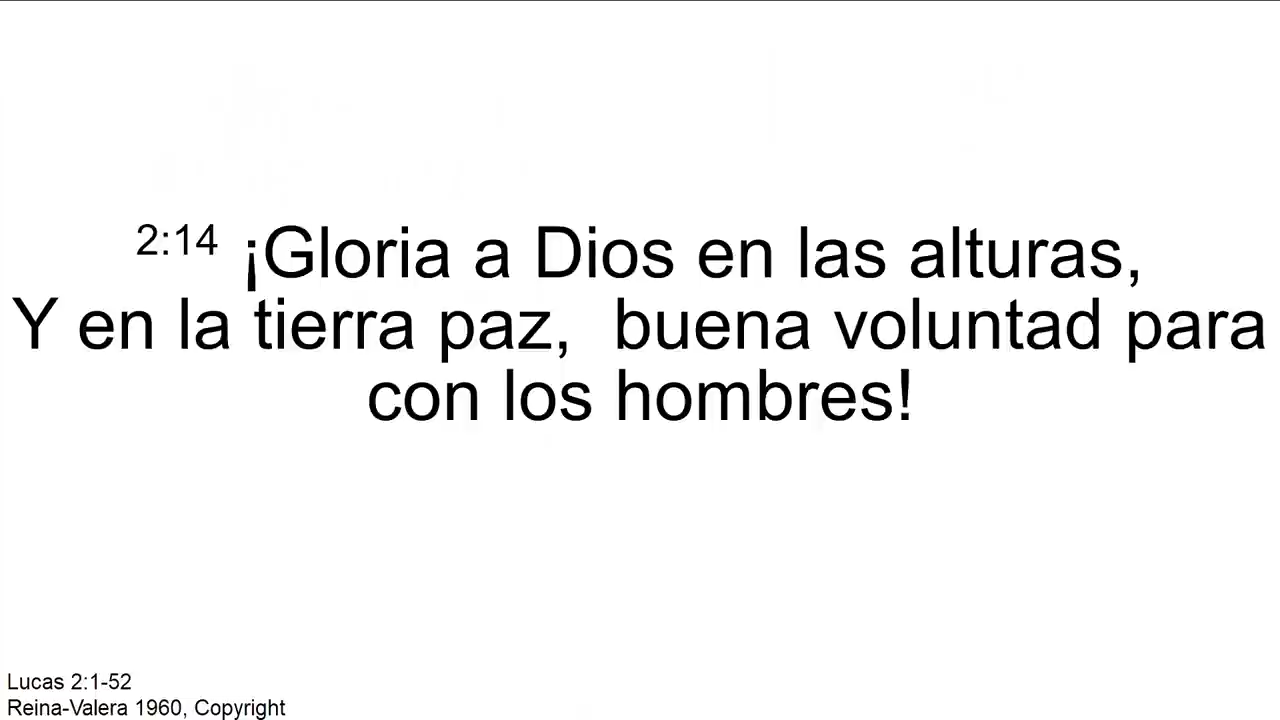 2:14 ¡Gloria a Dios en las alturas,
Y en la tierra paz,  buena voluntad para
con los hombres!
Lucas 2:1-52
Reina-Valera 1960, Copyright